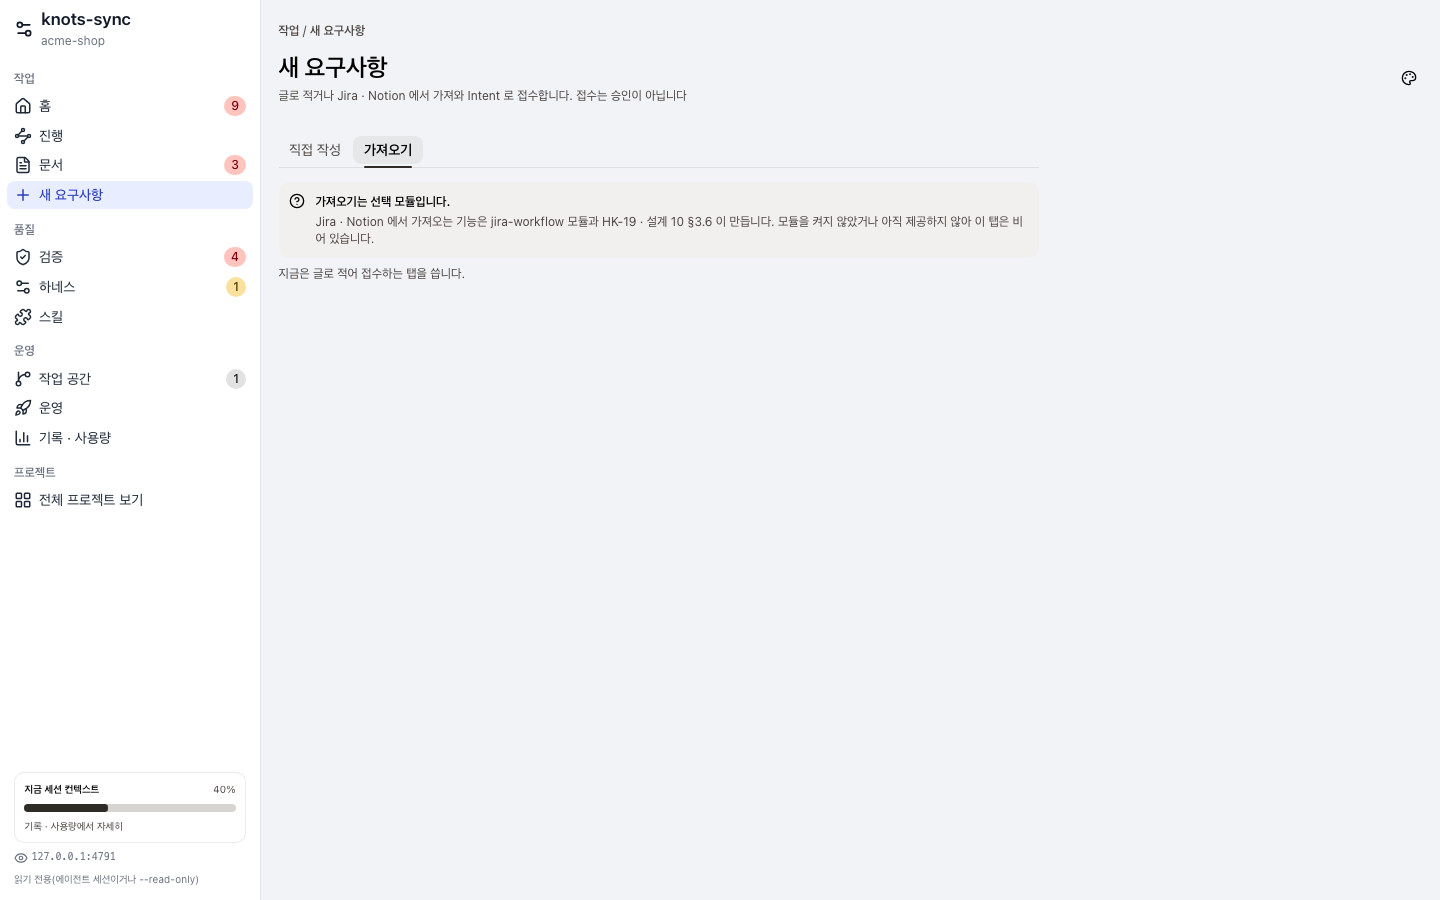 knots-sync
acme-shop
작업
홈
9
진행
문서
3
새 요구사항
품질
검증
4
하네스
1
스킬
운영
작업 공간
1
운영
기록 · 사용량
프로젝트
전체 프로젝트 보기
지금 세션 컨텍스트
40%
기록 · 사용량에서 자세히
127.0.0.1:4791
읽기 전용(에이전트 세션이거나 --read-only)
작업 / 새 요구사항
새 요구사항
글로 적거나 Jira · Notion 에서 가져와 Intent 로 접수합니다. 접수는 승인이 아닙니다
직접 작성
가져오기
가져오기는 선택 모듈입니다.
Jira · Notion 에서 가져오는 기능은 jira-workflow 모듈과 HK-19 · 설계 10 §3.6 이 만듭니다. 모듈을 켜지 않았거나 아직 제공하지 않아 이 탭은 비
어 있습니다.
지금은 글로 적어 접수하는 탭을 씁니다.